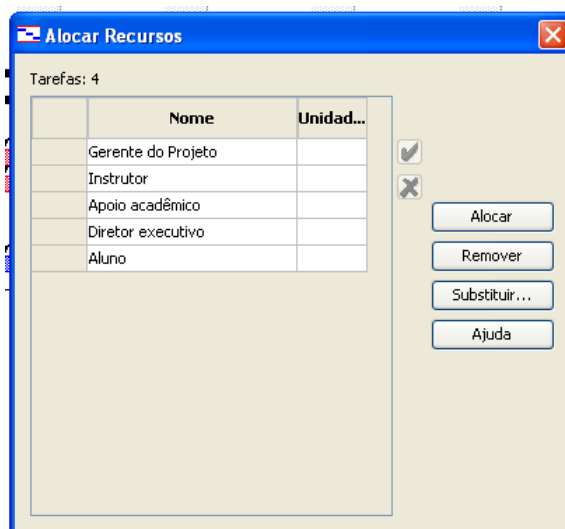 Alocar Recursos
Tarefas: 4
Nome Unidad...
Gerente do Projeto
Instrutor
Apoio acadêmico
Diretor executivo
Aluno
Alocar
Remover
Substituir...
Ajuda